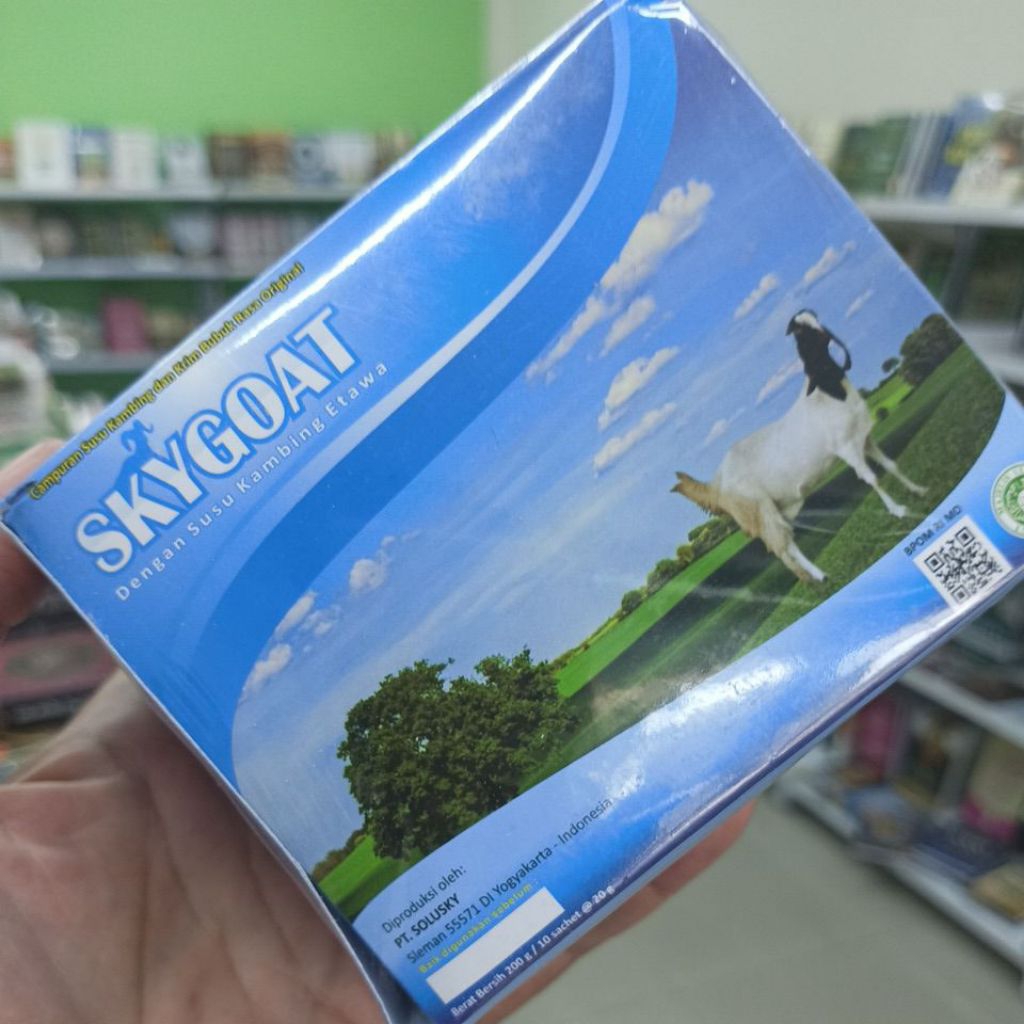 Campuran Susu Kambing dan Krim Bubuk Rasa Original
SKYGOAT
Dengan Susu Kambing Etawa
BPOM RI MD
Diproduksi oleh:
PT. SOLUSKY
Sleman 55571 DI Yogyakarta - Indonesia
Baik digunakan sebelum
Berat Bersih 200 g / 10 sachet @ 20 g